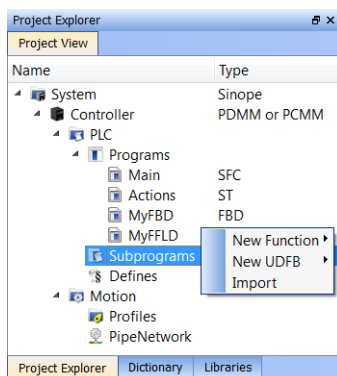 Project Explorer
Project View
Name Type
System Sinope
Controller PDMM or PCMM
PLC
Programs
Main SFC
Actions ST
MyFBD FBD
MyFFLD
New Function
Subprograms
New UDFB
Defines
Import
Motion
Profiles
PipeNetwork
Project Explorer Dictionary Libraries